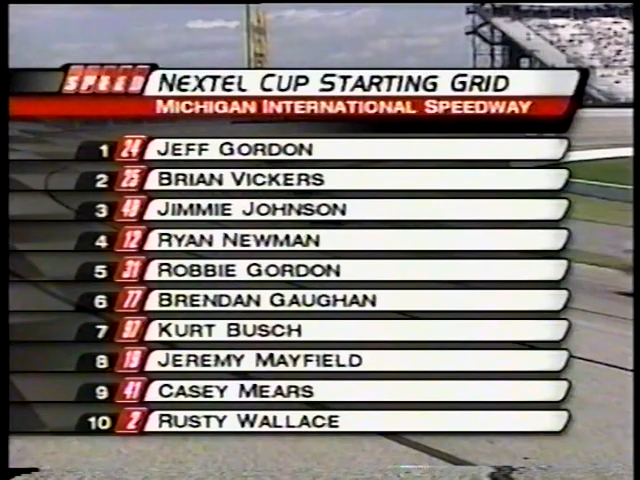 SPEED NEXTEL CUP STARTING GRID
MICHIGAN INTERNATIONAL SPEEDWAY
1 24 JEFF GORDON
2 25 BRIAN VICKERS
3 48 JIMMIE JOHNSON
4 12 RYAN NEWMAN
5 31 ROBBIE GORDON
6 77 BRENDAN GAUGHAN
7 97 KURT BUSCH
8 19 JEREMY MAYFIELD
9 41 CASEY MEARS
10 2 RUSTY WALLACE